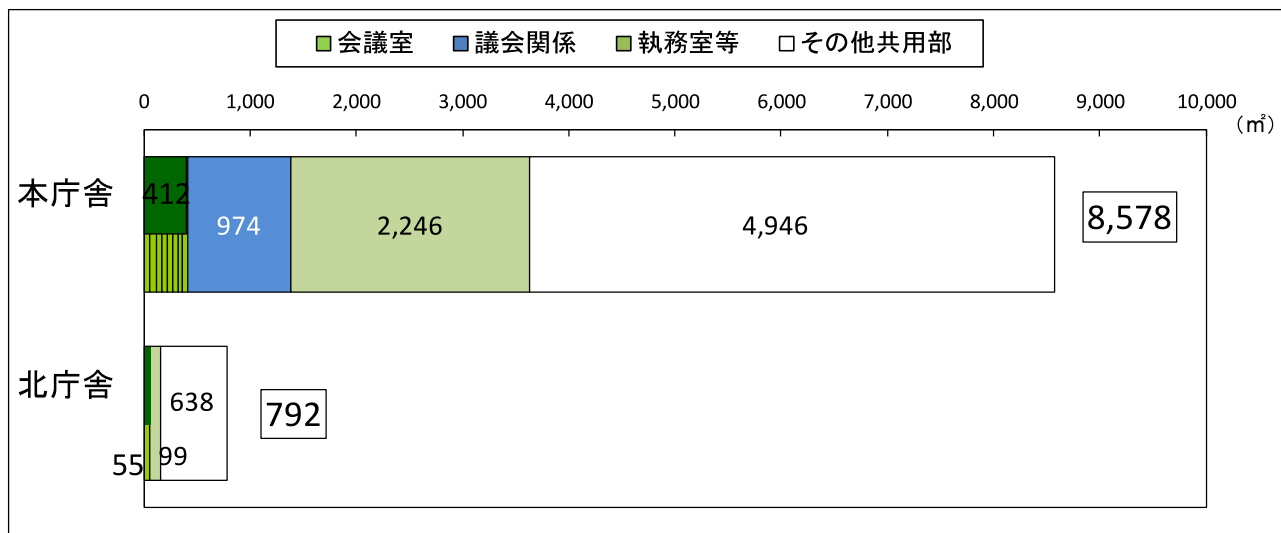 会議室 議会関係 執務室等 その他共用部
0 1,000 2,000 3,000 4,000 5,000 6,000 7,000 8,000 9,000 10,000
(㎡)
本庁舎 412 974 2,246 4,946 8,578
北庁舎 55 99 638 792